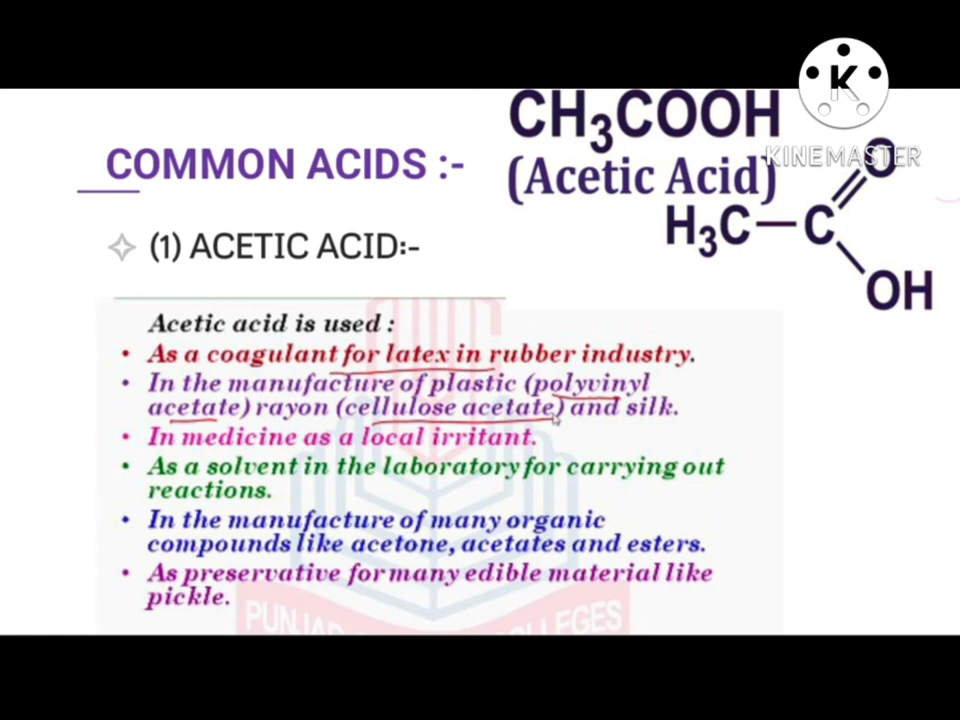 CH₃COOH
K
KINEMASTER
COMMON ACIDS :-
(Acetic Acid)
O
H₃C—C
OH
(1) ACETIC ACID:-
Acetic acid is used :
• As a coagulant for latex in rubber industry.
• In the manufacture of plastic (polyvinyl
acetate) rayon (cellulose acetate) and silk.
• In medicine as a local irritant.
• As a solvent in the laboratory for carrying out
reactions.
• In the manufacture of many organic
compounds like acetone, acetates and esters.
• As preservative for many edible material like
pickle.